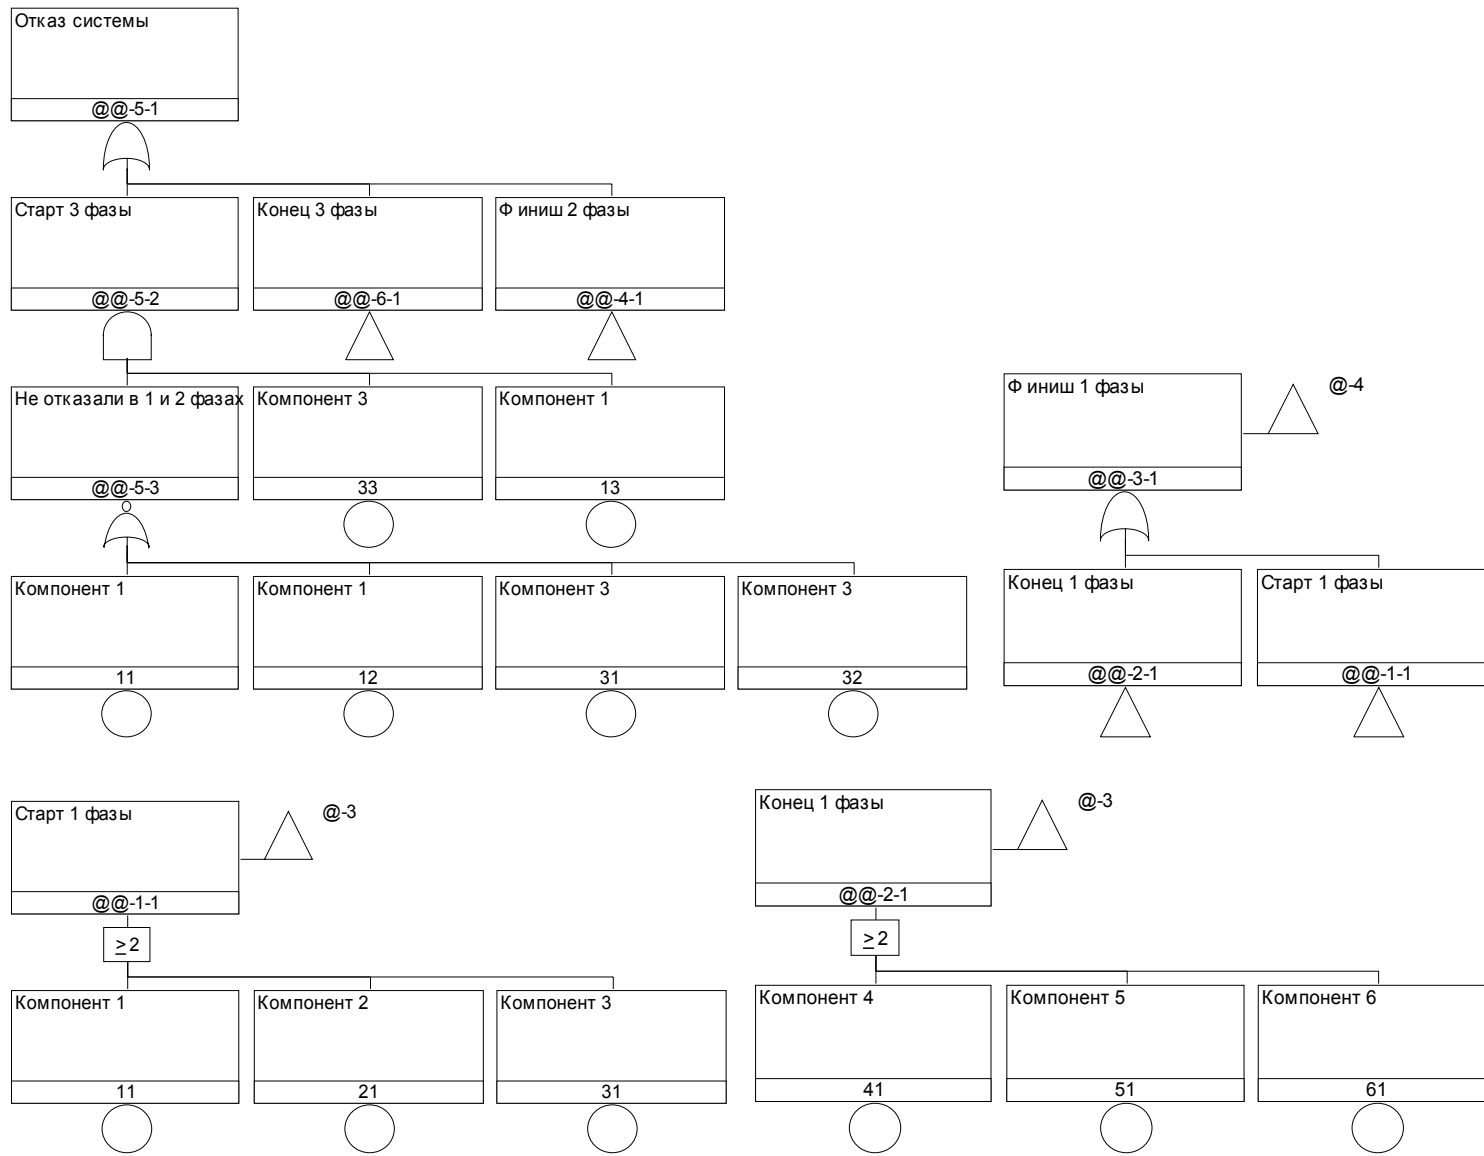 Отказ системы
@@-5-1
Старт 3 фазы
Конец 3 фазы
Ф иниш 2 фазы
@@-5-2
@@-6-1
@@-4-1
Не отказали в 1 и 2 фазах
Компонент 3
Компонент 1
@@-5-3
33
13
Компонент 1
Компонент 1
Компонент 3
Компонент 3
11
12
31
32
Ф иниш 1 фазы
@-4
@@-3-1
Конец 1 фазы
Старт 1 фазы
@@-2-1
@@-1-1
Старт 1 фазы
@-3
@@-1-1
≥2
Компонент 1
Компонент 2
Компонент 3
11
21
31
Конец 1 фазы
@-3
@@-2-1
≥2
Компонент 4
Компонент 5
Компонент 6
41
51
61